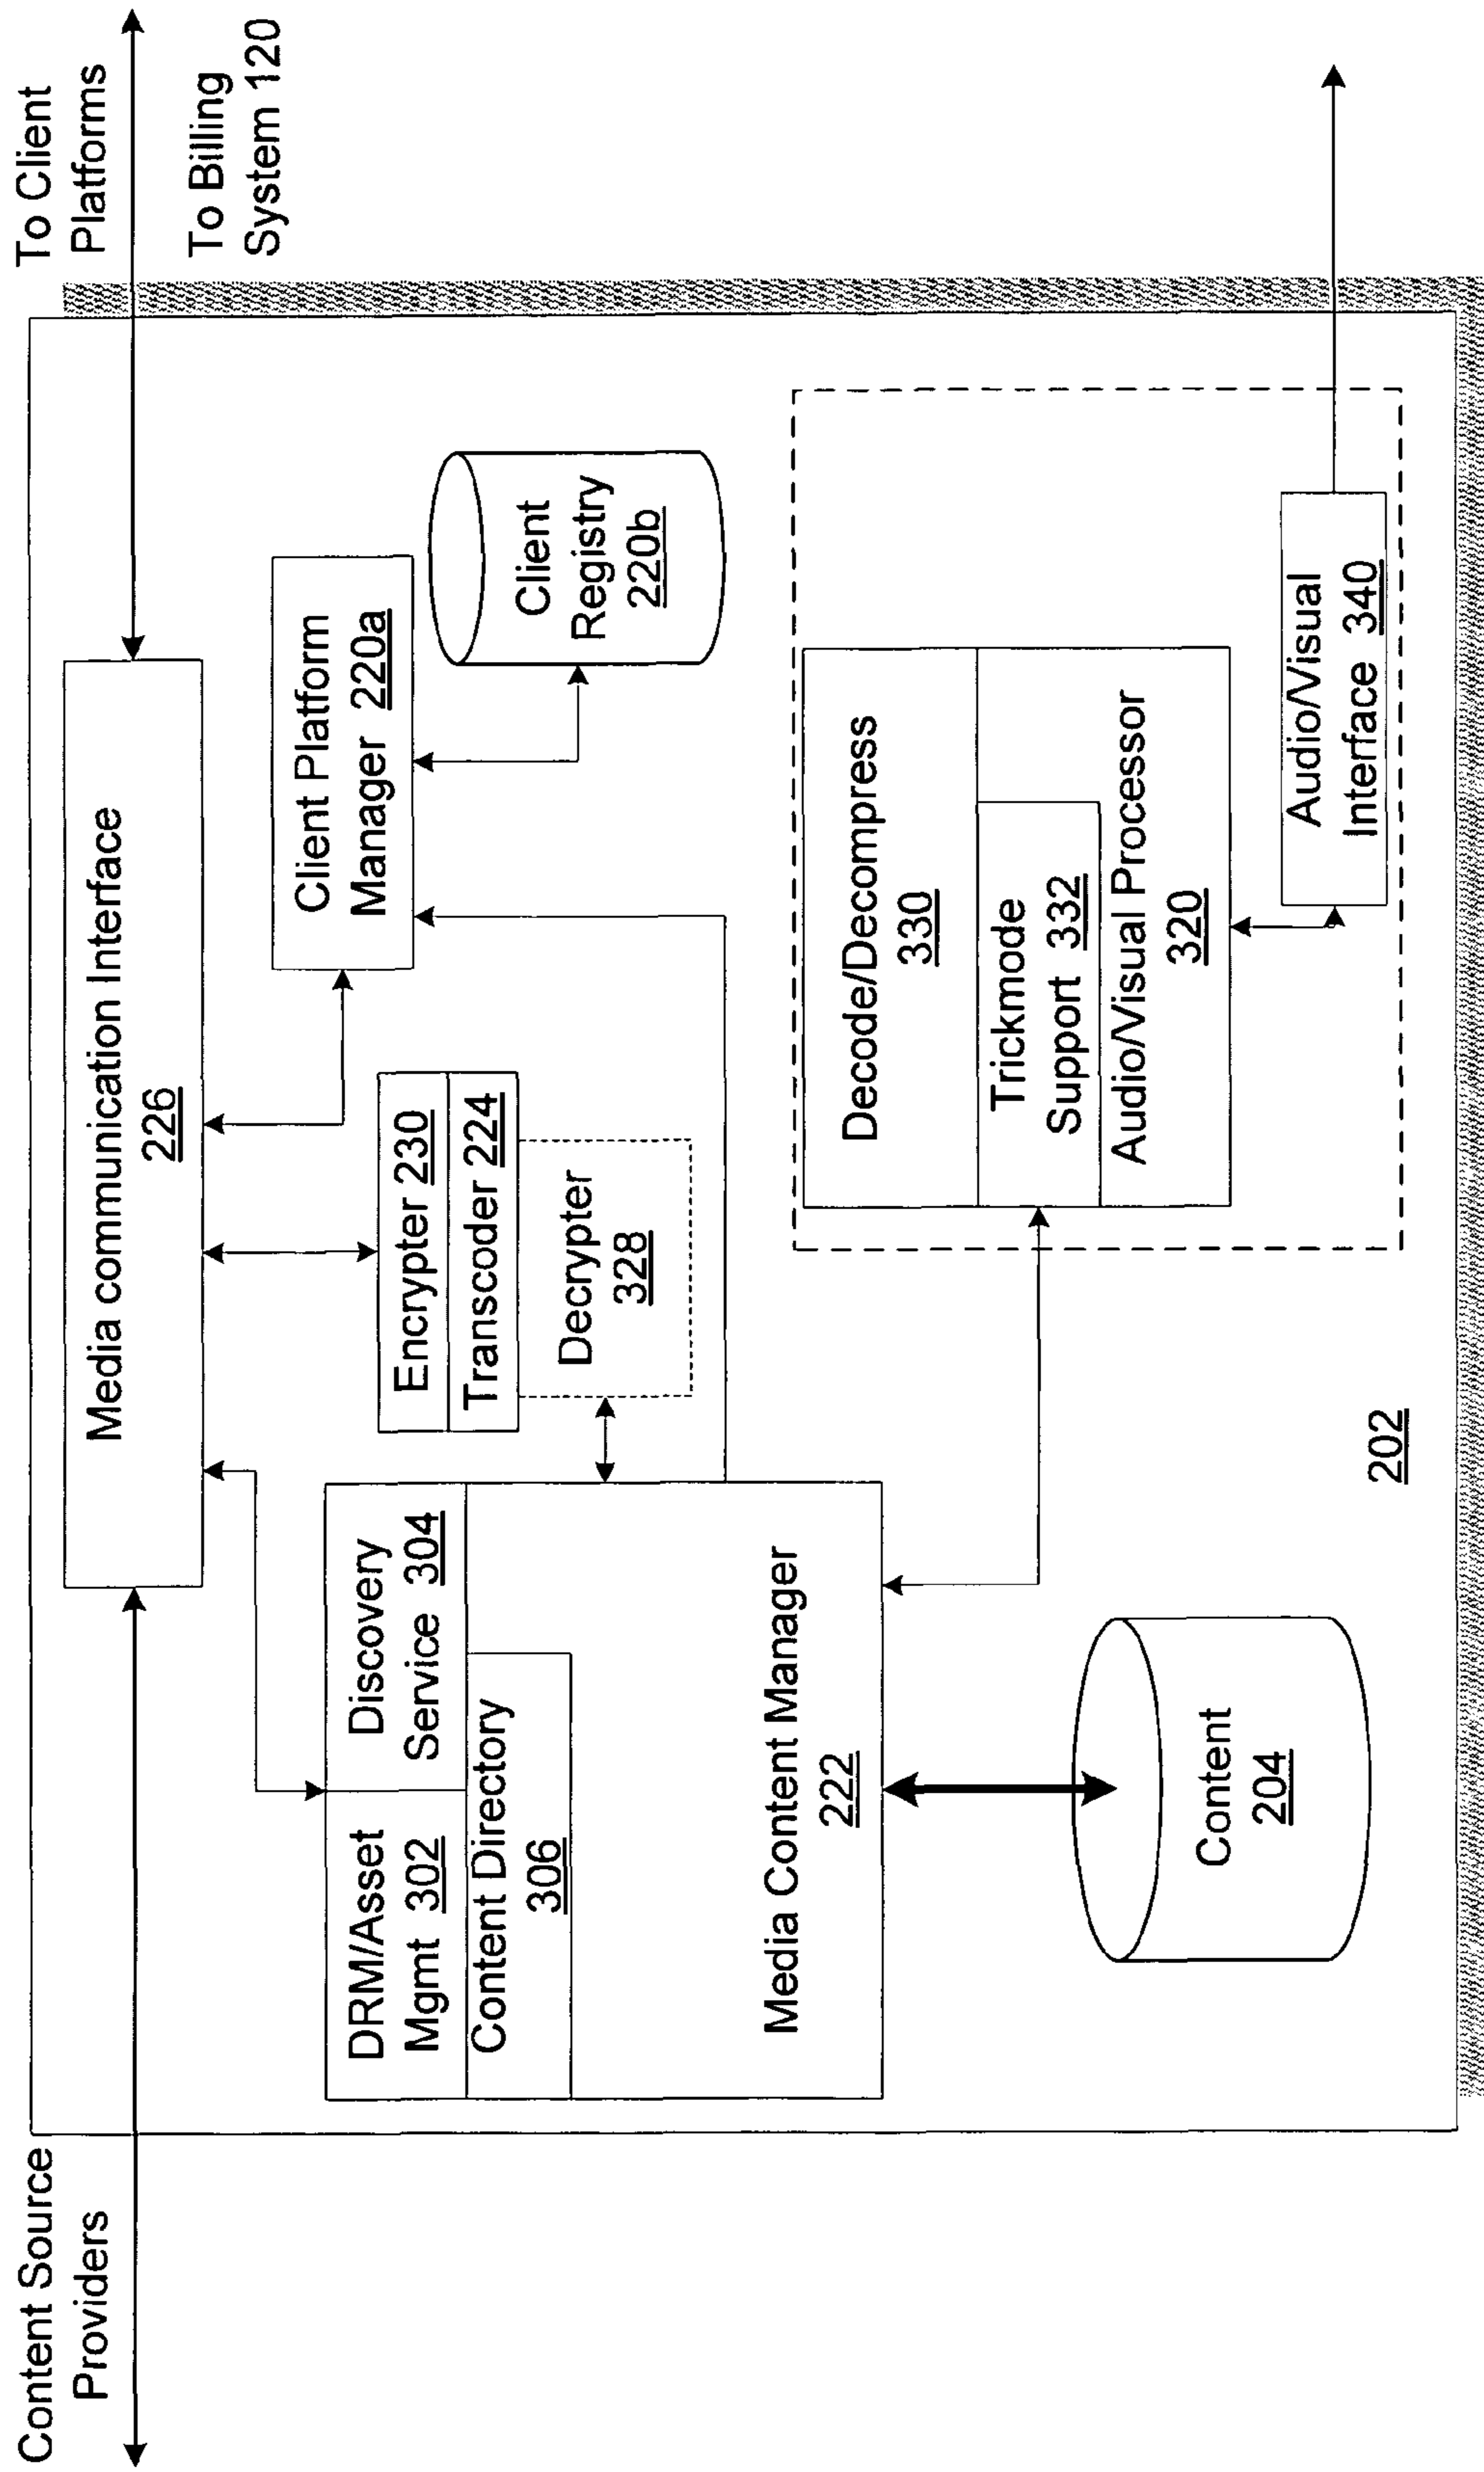 Content Source
Providers
To Client
Platforms
To Billing
System 120
Media communication Interface
226
DRM/Asset
Mgmt 302
Discovery
Service 304
Content Directory
306
Media Content Manager
222
Encrypter 230
Transcoder 224
Decrypter
328
Client Platform
Manager 220a
Client
Registry
220b
Content
204
Decode/Decompress
330
Trickmode
Support 332
Audio/Visual Processor
320
Audio/Visual
Interface 340
202